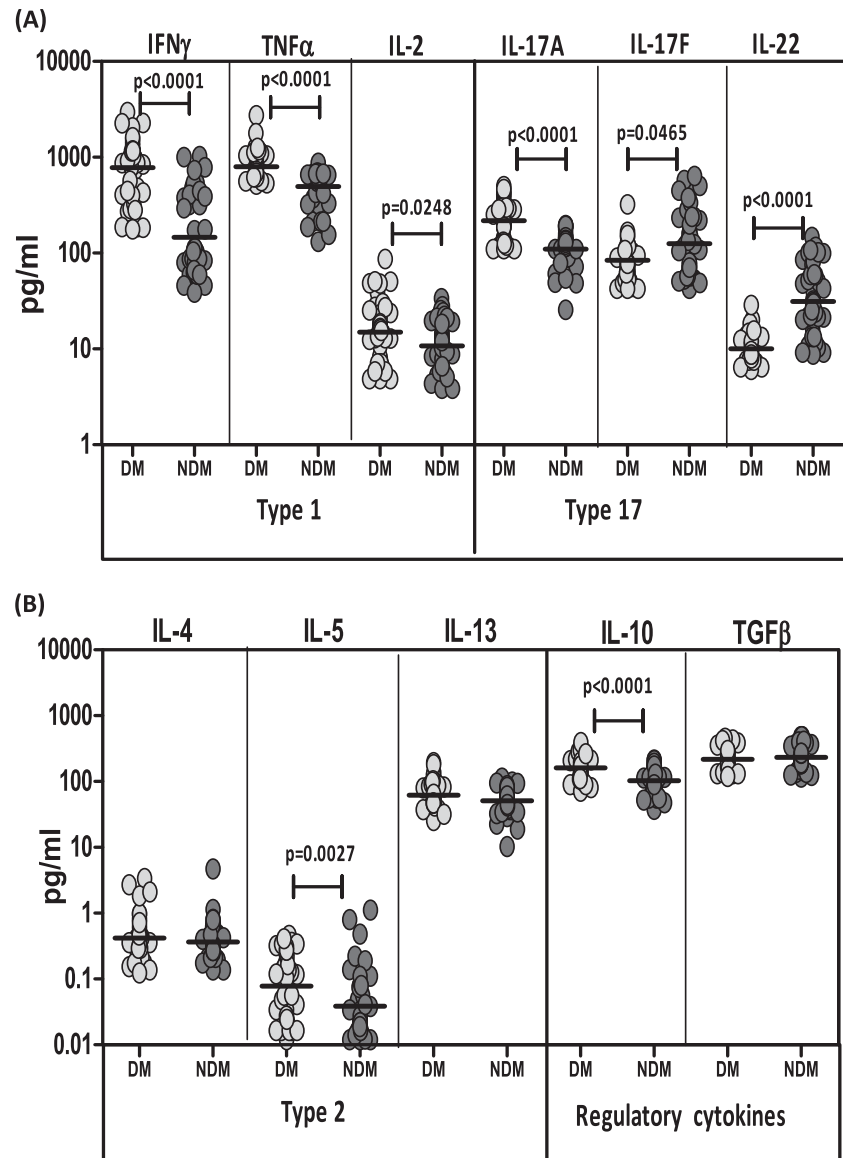 (A)
IFNγ TNFα IL-2 IL-17A IL-17F IL-22
10000
p<0.0001 p<0.0001
1000
p<0.0001 p=0.0465
p=0.0248 p<0.0001
100
pg/ml
10
1
DM NDM DM NDM DM NDM DM NDM DM NDM DM NDM
Type 1 Type 17
(B)
IL-4 IL-5 IL-13 IL-10 TGFβ
10000
p<0.0001
1000
100
10
pg/ml
p=0.0027
1
0.1
0.01
DM NDM DM NDM DM NDM DM NDM DM NDM
Type 2 Regulatory cytokines